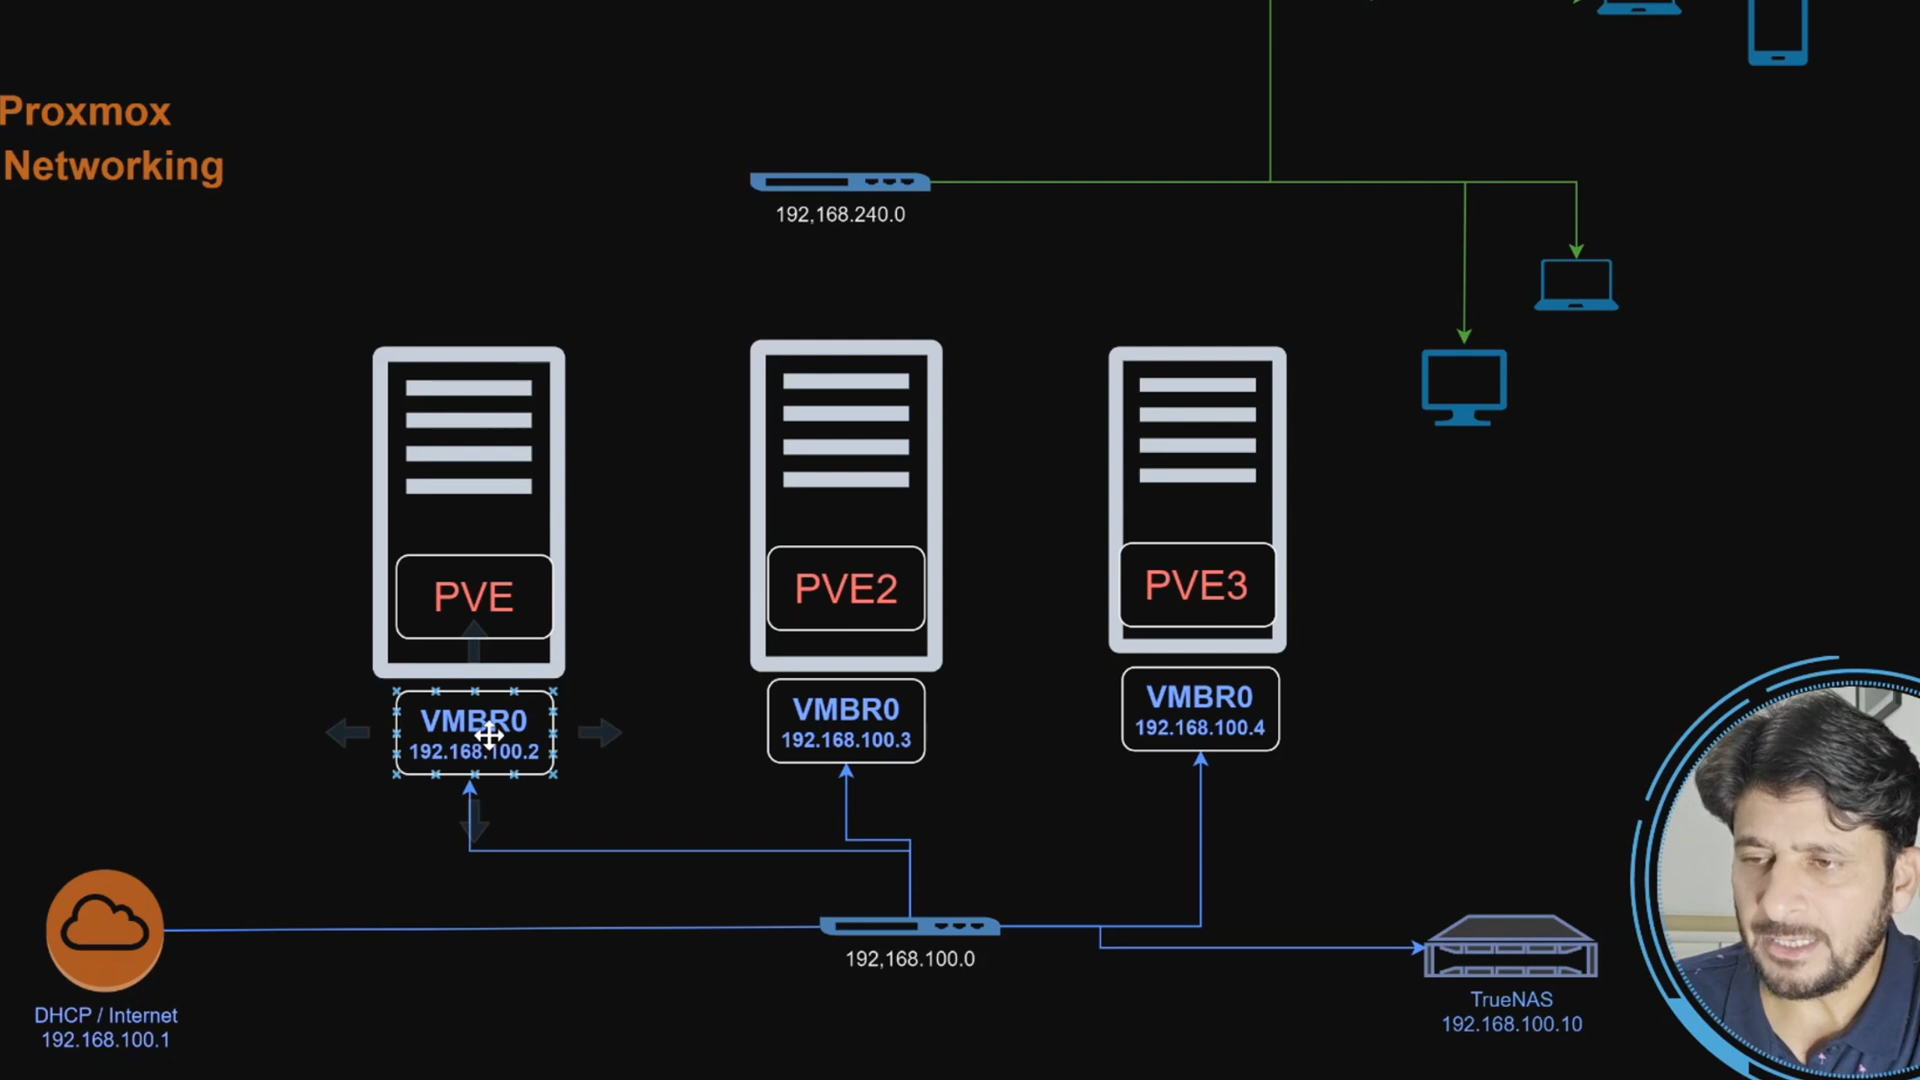 Proxmox
Networking
192,168.240.0
PVE
PVE2
PVE3
VMBR0
192.168.100.2
VMBR0
192.168.100.3
VMBR0
192.168.100.4
192,168.100.0
DHCP / Internet
192.168.100.1
TrueNAS
192.168.100.10